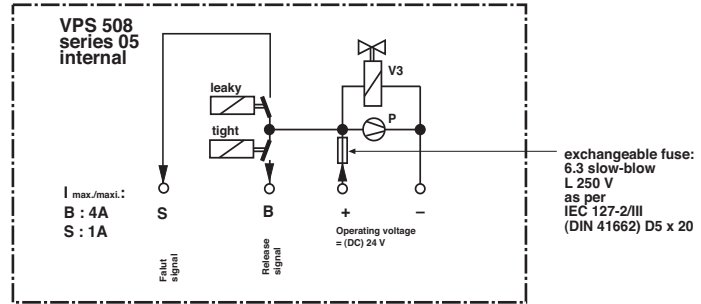 VPS 508
series 05
internal
V3
leaky
P
tight
exchangeable fuse:
6.3 slow-blow
L 250 V
as per
IEC 127-2/III
(DIN 41662) D5 x 20
I max./maxi.:
B : 4A
S : 1A
S
B
+
–
Operating voltage
= (DC) 24 V
Falut
signal
Release
signal